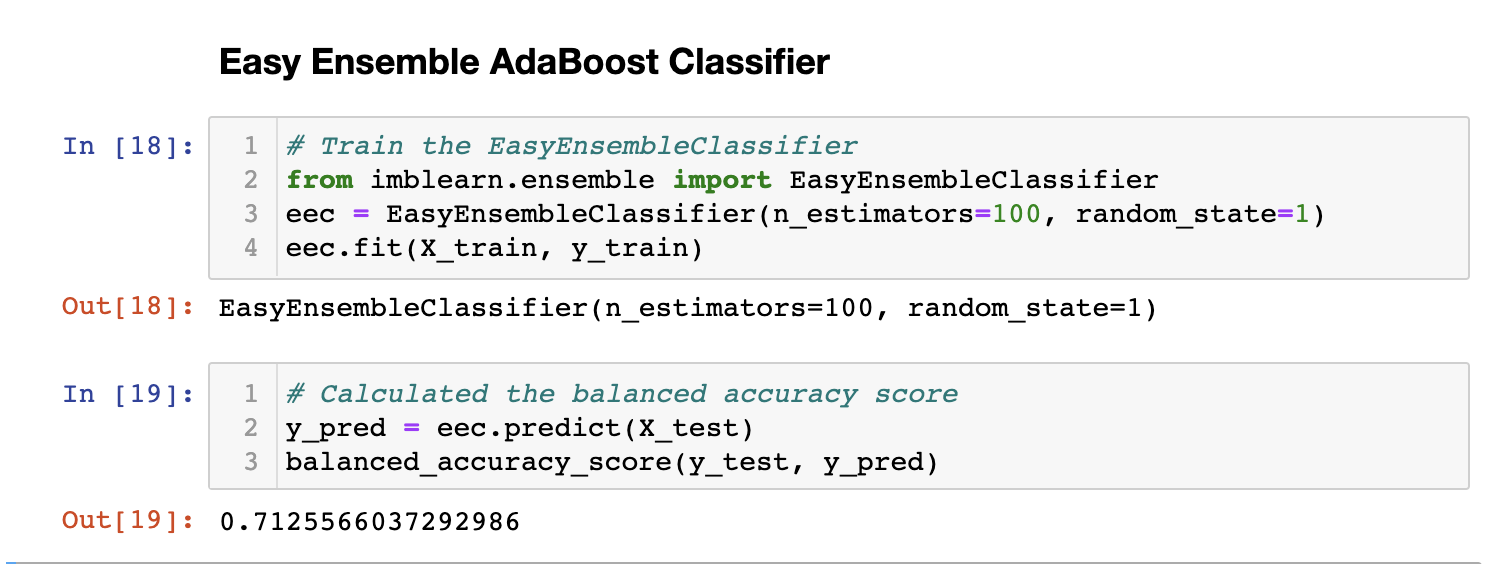 Easy Ensemble AdaBoost Classifier
In [18]:
1 # Train the EasyEnsembleClassifier
2 from imblearn.ensemble import EasyEnsembleClassifier
3 eec = EasyEnsembleClassifier(n_estimators=100, random_state=1)
4 eec.fit(X_train, y_train)
Out[18]: EasyEnsembleClassifier(n_estimators=100, random_state=1)
In [19]:
1 # Calculated the balanced accuracy score
2 y_pred = eec.predict(X_test)
3 balanced_accuracy_score(y_test, y_pred)
Out[19]: 0.7125566037292986